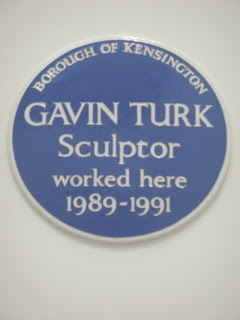 BOROUGH OF KENSINGTON
GAVIN TURK
Sculptor
worked here
1989-1991